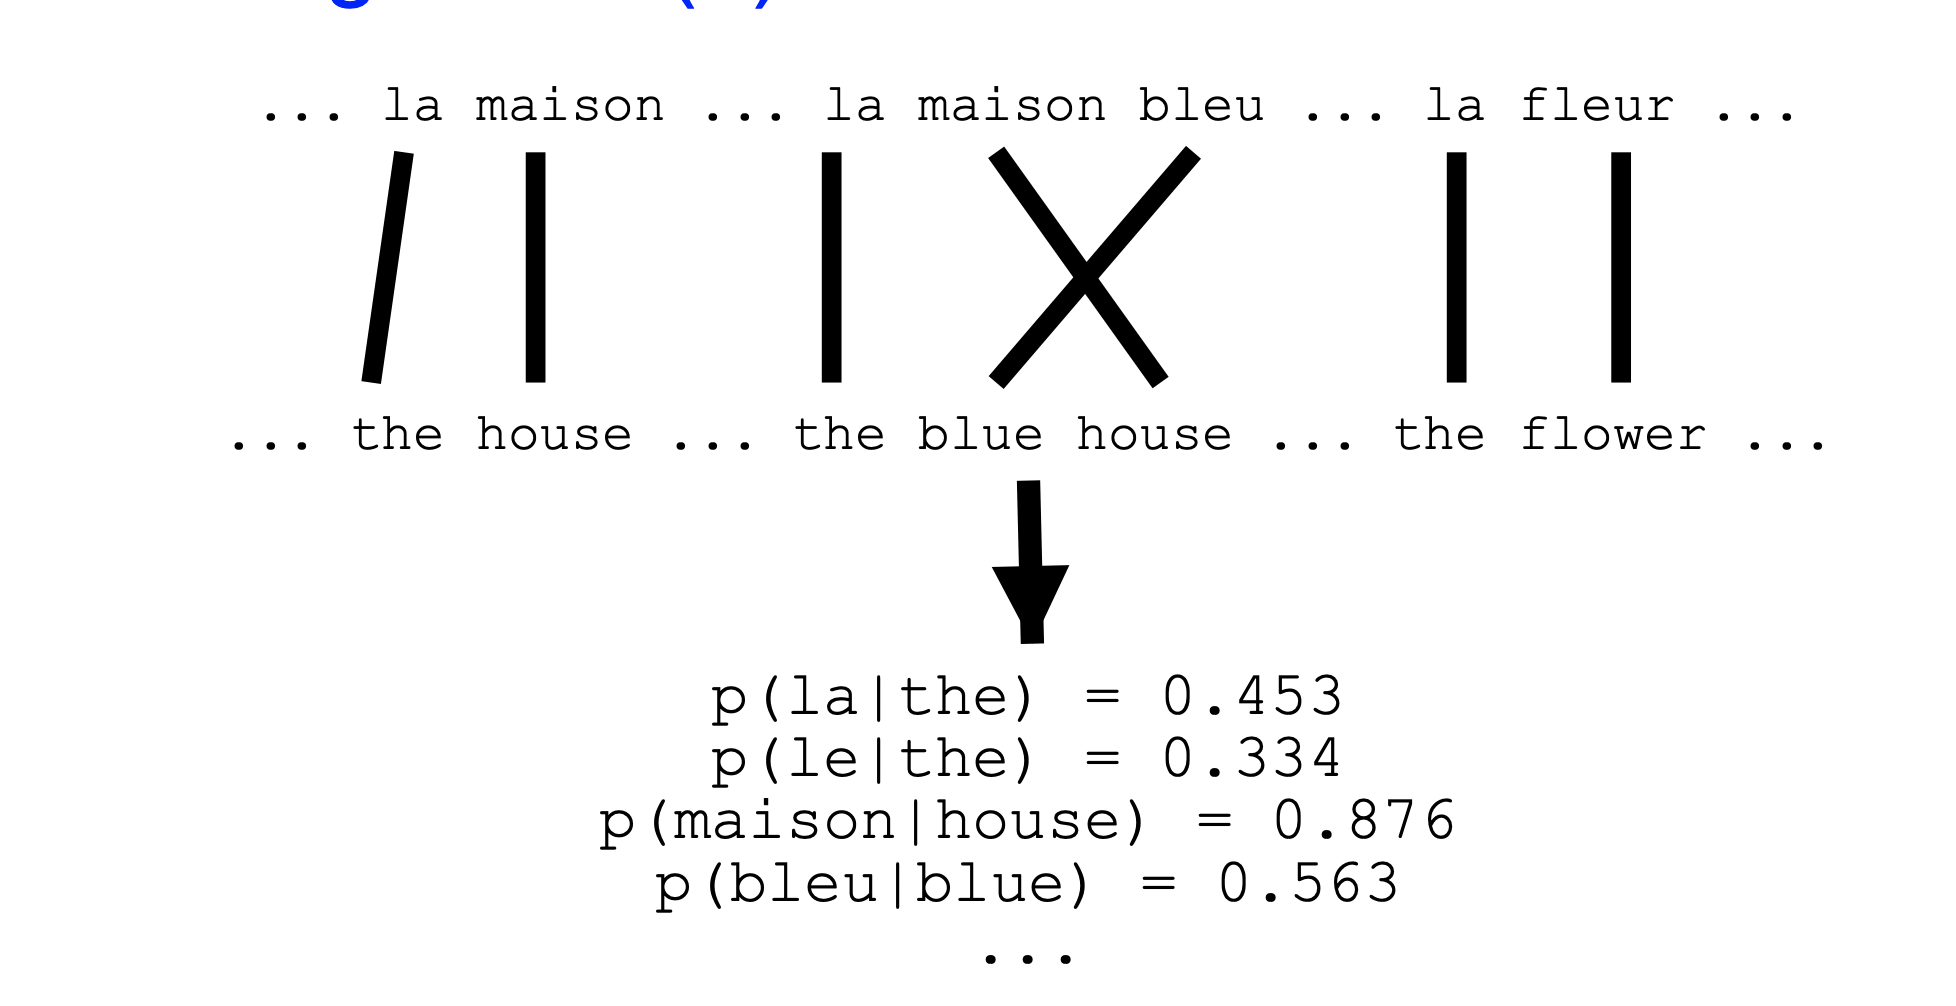 ... la maison ... la maison bleu ... la fleur ...
... the house ... the blue house ... the flower ...
p(la|the) = 0.453
p(le|the) = 0.334
p(maison|house) = 0.876
p(bleu|blue) = 0.563
...